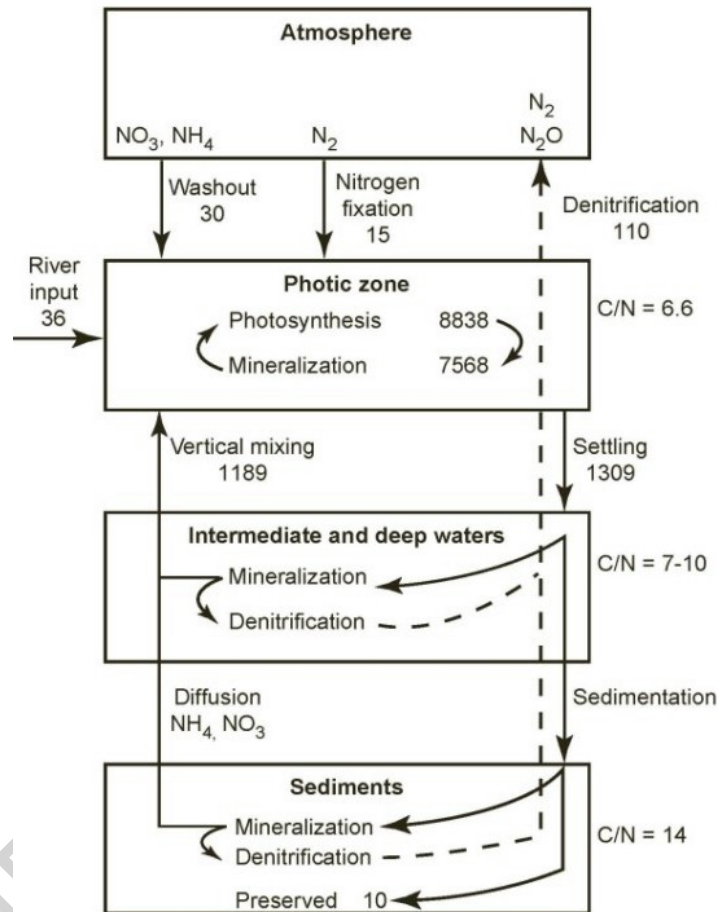 Atmosphere
N2
NO3, NH4 N2 N2O
Washout
30
Nitrogen
fixation
15
Denitrification
110
River
input
36
Photic zone
Photosynthesis 8838
Mineralization 7568
C/N = 6.6
Vertical mixing
1189
Settling
1309
Intermediate and deep waters
Mineralization
Denitrification
C/N = 7-10
Diffusion
NH4, NO3
Sedimentation
Sediments
Mineralization
Denitrification
Preserved 10
C/N = 14